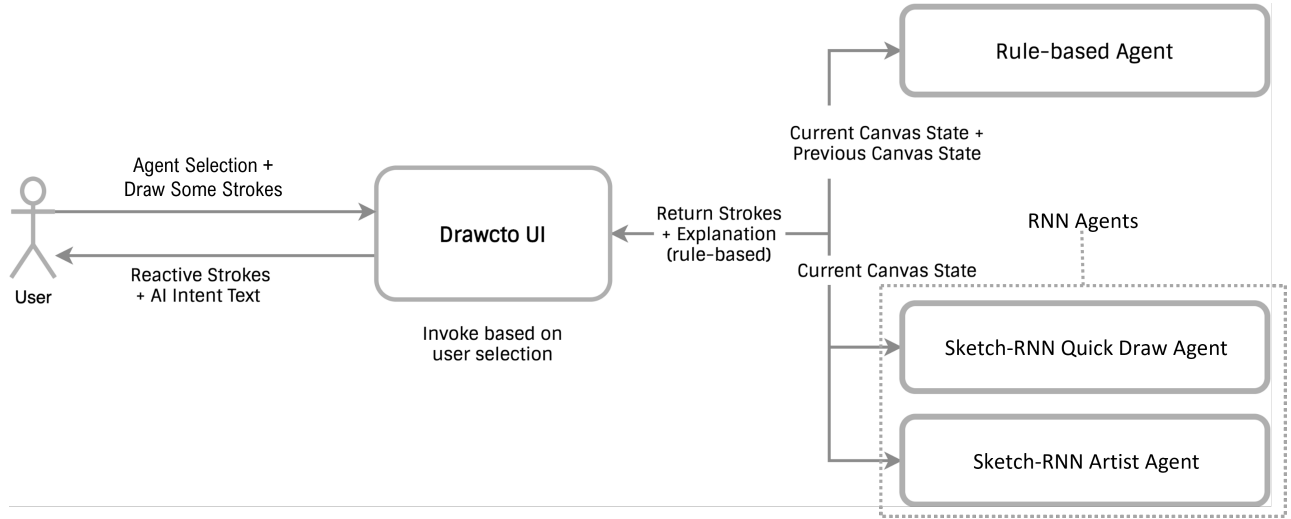 Rule-based Agent
Current Canvas State +
Previous Canvas State
Agent Selection +
Draw Some Strokes
Drawcto UI
Return Strokes
+ Explanation
(rule-based)
RNN Agents
Reactive Strokes
+ AI Intent Text
User
Current Canvas State
Invoke based on
user selection
Sketch-RNN Quick Draw Agent
Sketch-RNN Artist Agent